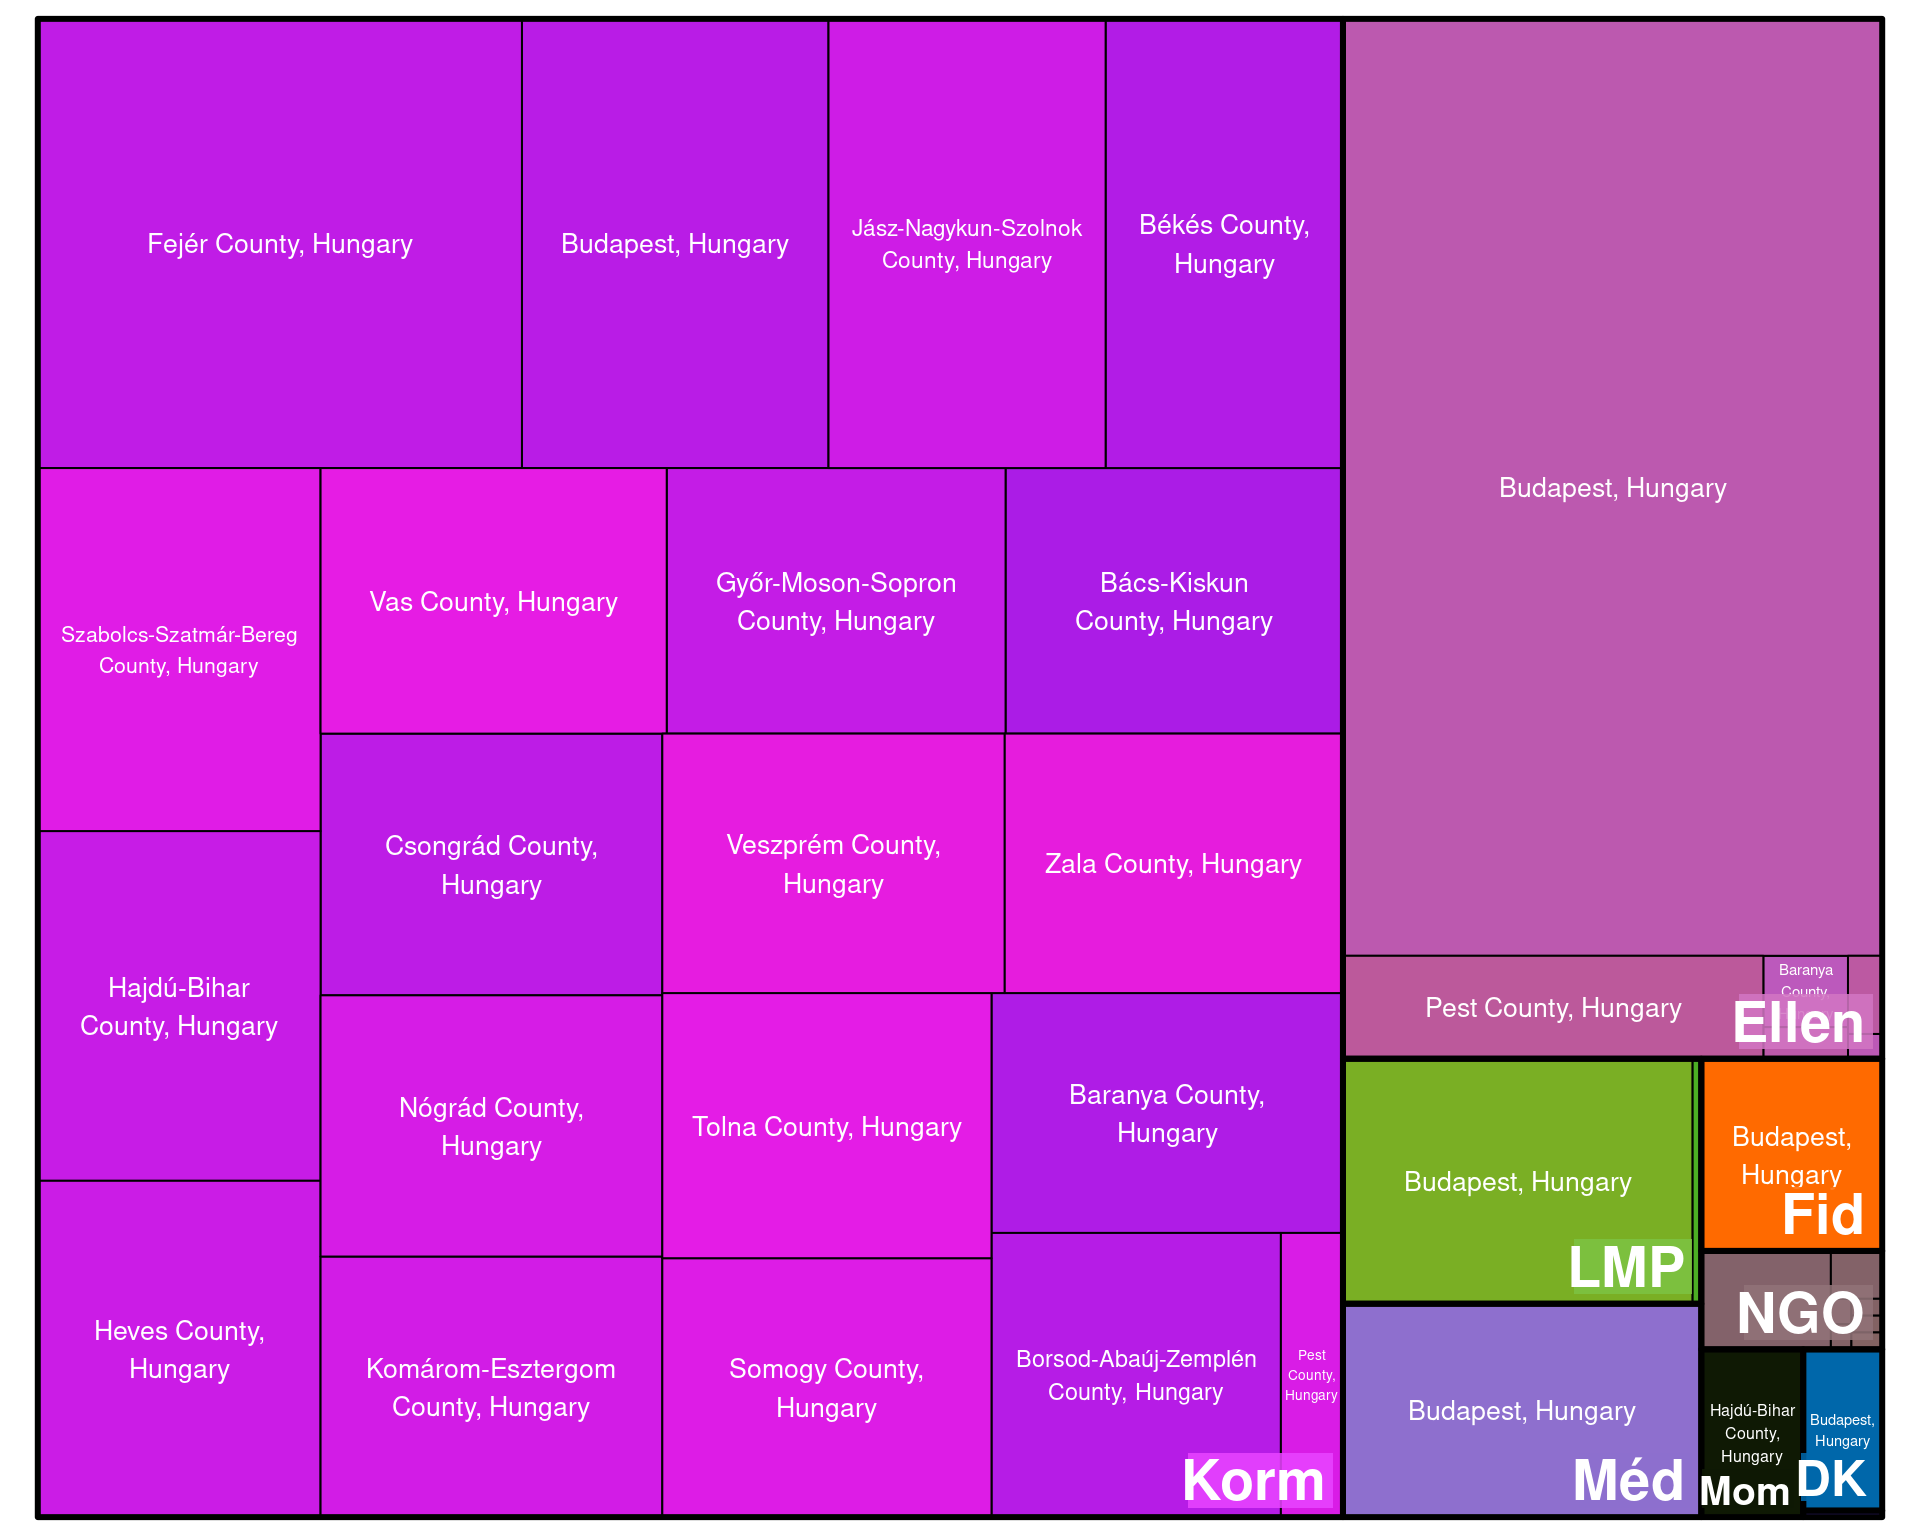 Fejér County, Hungary
Budapest, Hungary
Jász-Nagykun-Szolnok
County, Hungary
Békés County,
Hungary
Szabolcs-Szatmár-Bereg
County, Hungary
Vas County, Hungary
Győr-Moson-Sopron
County, Hungary
Bács-Kiskun
County, Hungary
Hajdú-Bihar
County, Hungary
Csongrád County,
Hungary
Veszprém County,
Hungary
Zala County, Hungary
Heves County,
Hungary
Nógrád County,
Hungary
Tolna County, Hungary
Baranya County,
Hungary
Komárom-Esztergom
County, Hungary
Somogy County,
Hungary
Borsod-Abaúj-Zemplén
County, Hungary
Pest
County,
Hungary
Korm
Budapest, Hungary
Pest County, Hungary
Baranya
County,
Ellen
Budapest, Hungary
LMP
Budapest,
Hungary
Fid
NGO
Budapest, Hungary
Méd
Hajdú-Bihar
County,
Hungary
Mom
Budapest,
Hungary
DK